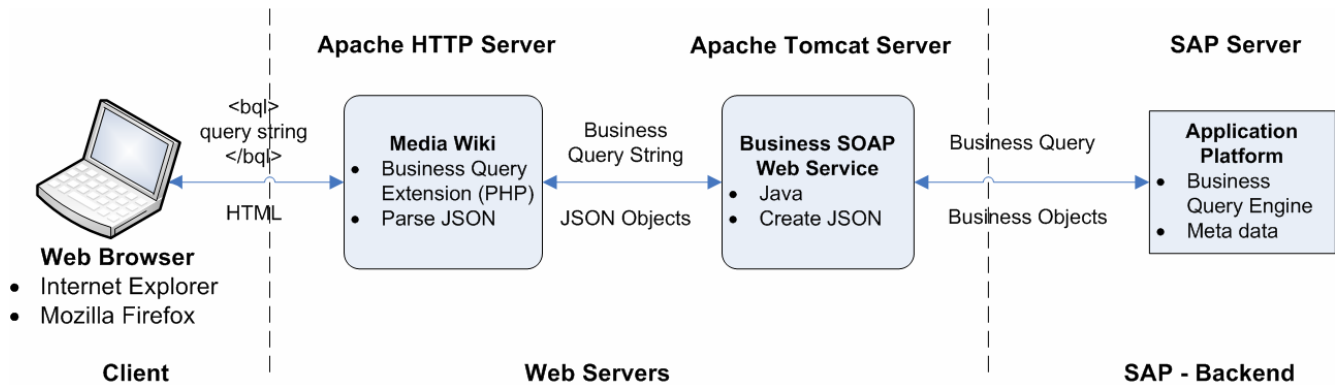 Apache HTTP Server
Apache Tomcat Server
SAP Server
<bql>
query string
</bql>
HTML
Web Browser
• Internet Explorer
• Mozilla Firefox
Media Wiki
• Business Query
Extension (PHP)
• Parse JSON
Business
Query String
JSON Objects
Business SOAP
Web Service
• Java
• Create JSON
Business Query
Business Objects
Application
Platform
• Business
Query Engine
• Meta data
Client
Web Servers
SAP - Backend